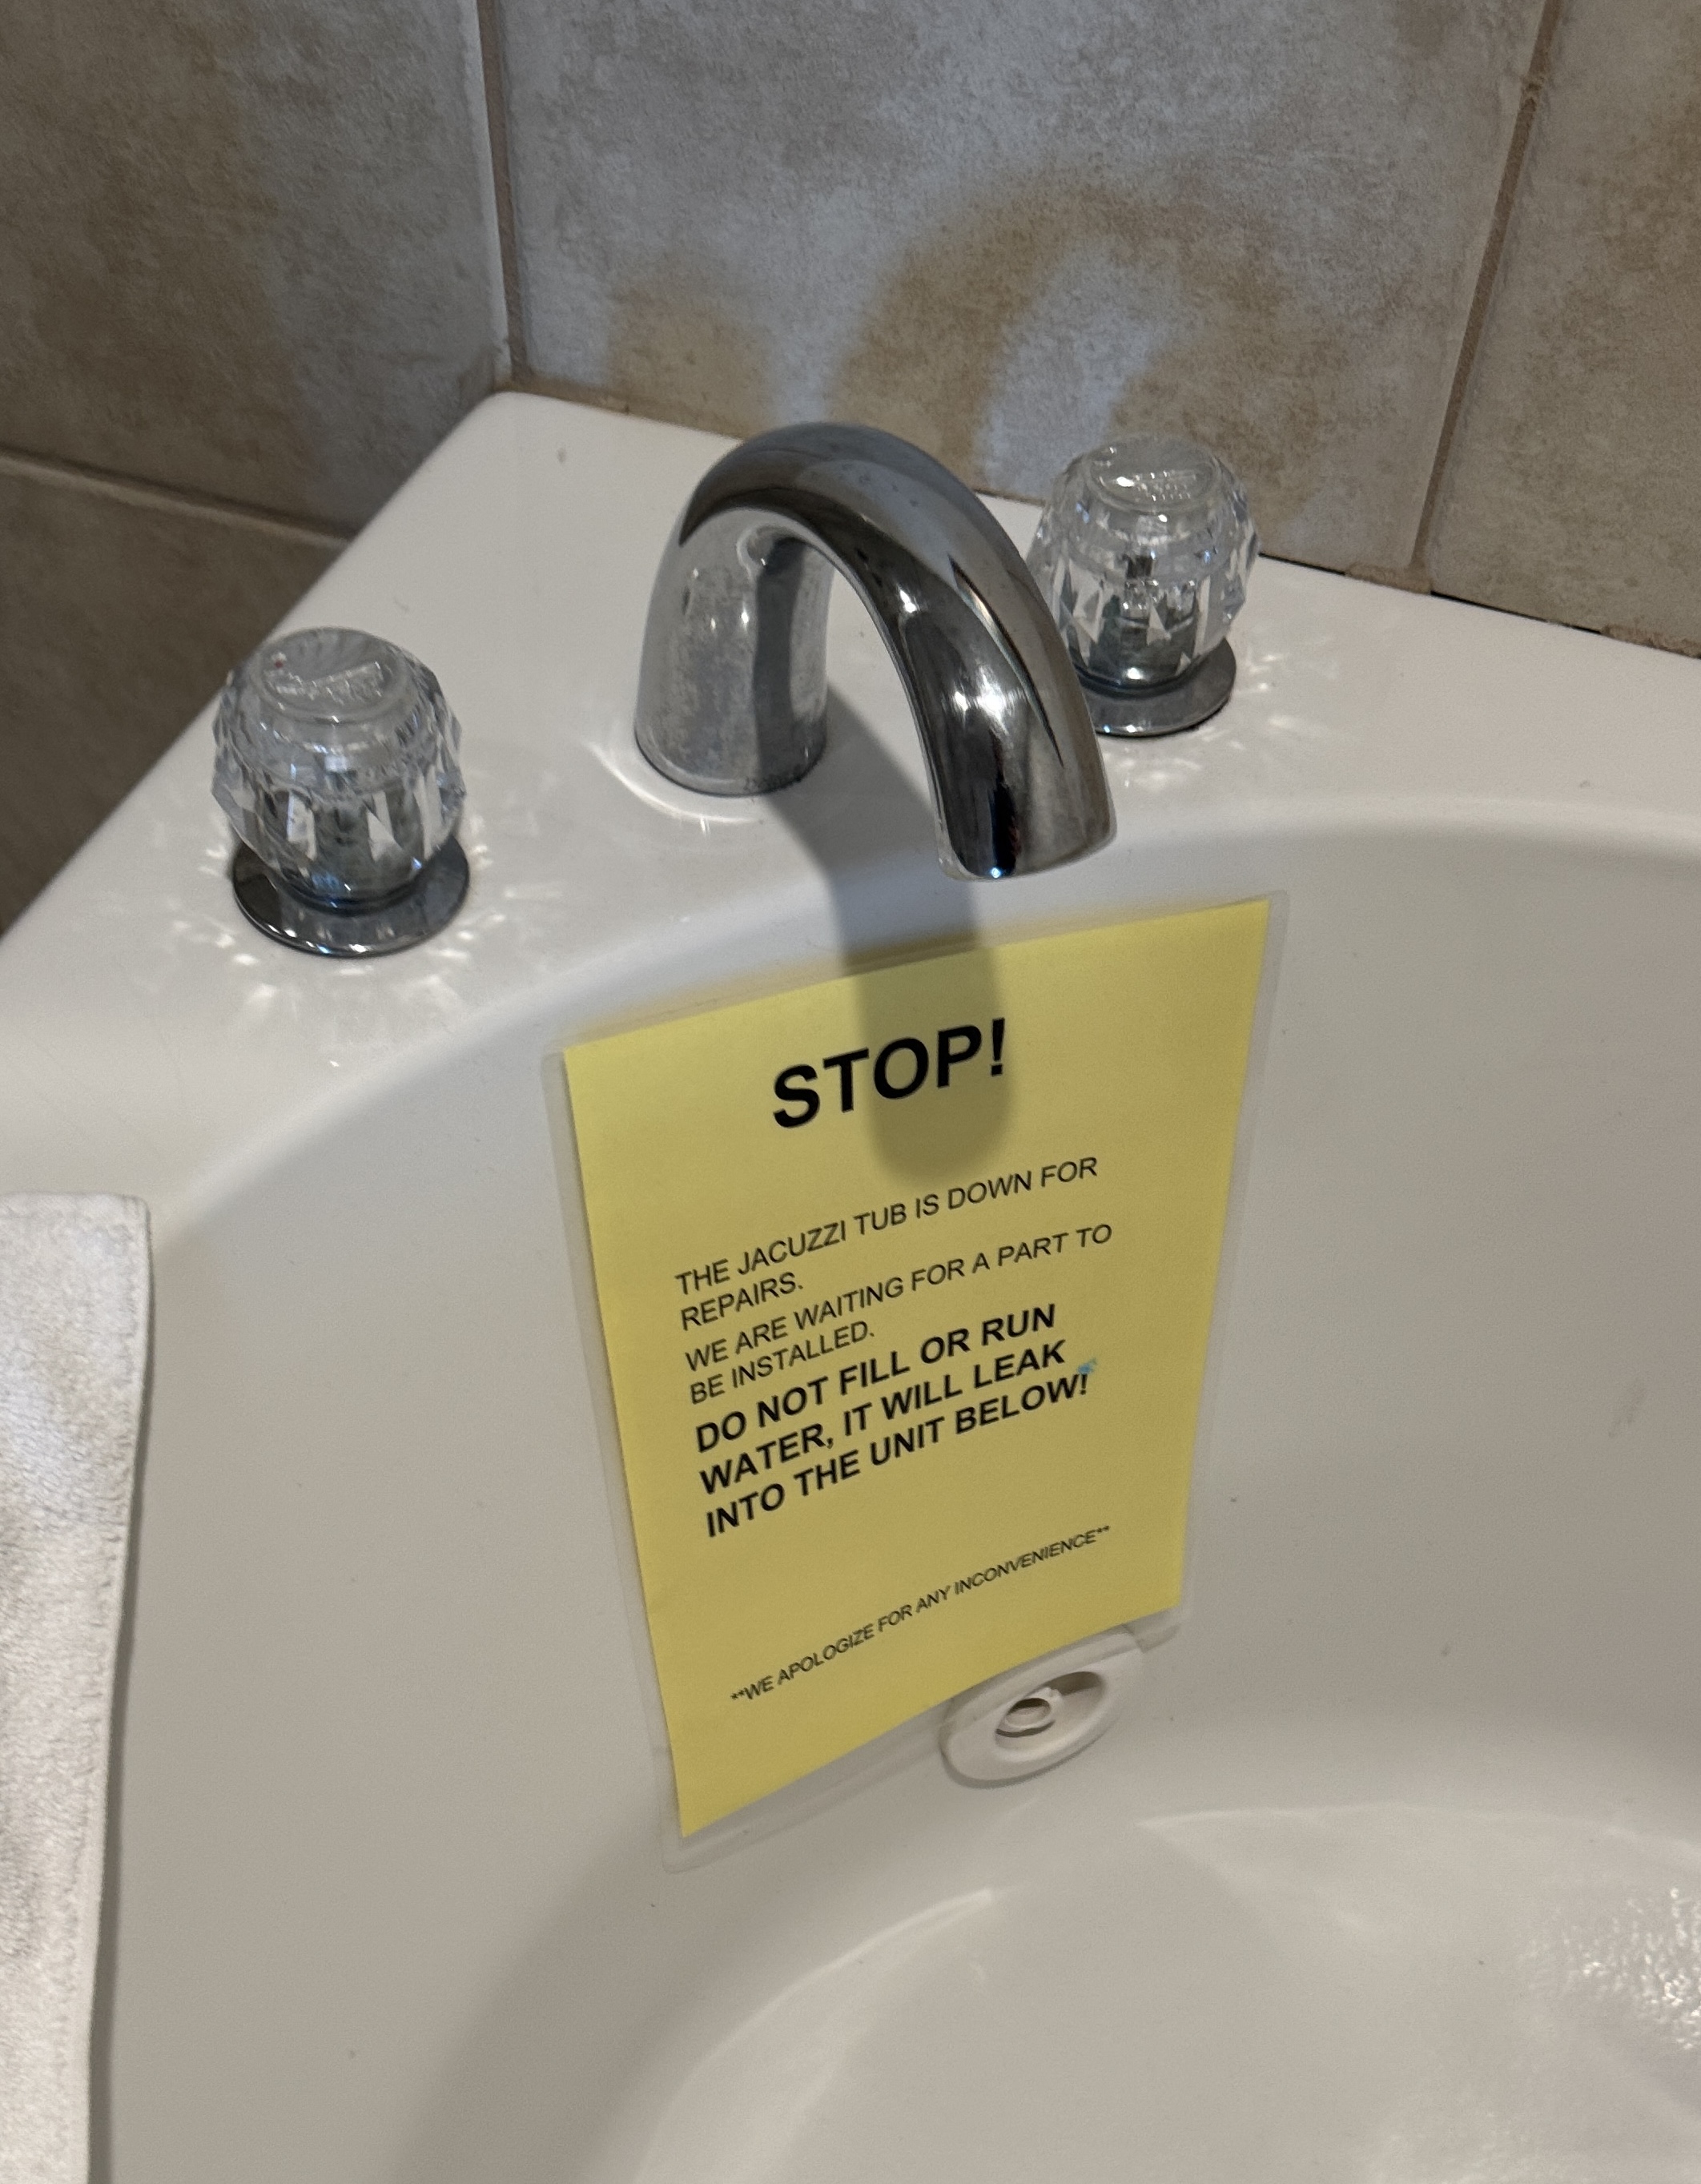 STOP!
THE JACUZZI TUB IS DOWN FOR
REPAIRS.
WE ARE WAITING FOR A PART TO
BE INSTALLED.
DO NOT FILL OR RUN
WATER, IT WILL LEAK
INTO THE UNIT BELOW!
**WE APOLOGIZE FOR ANY INCONVENIENCE**